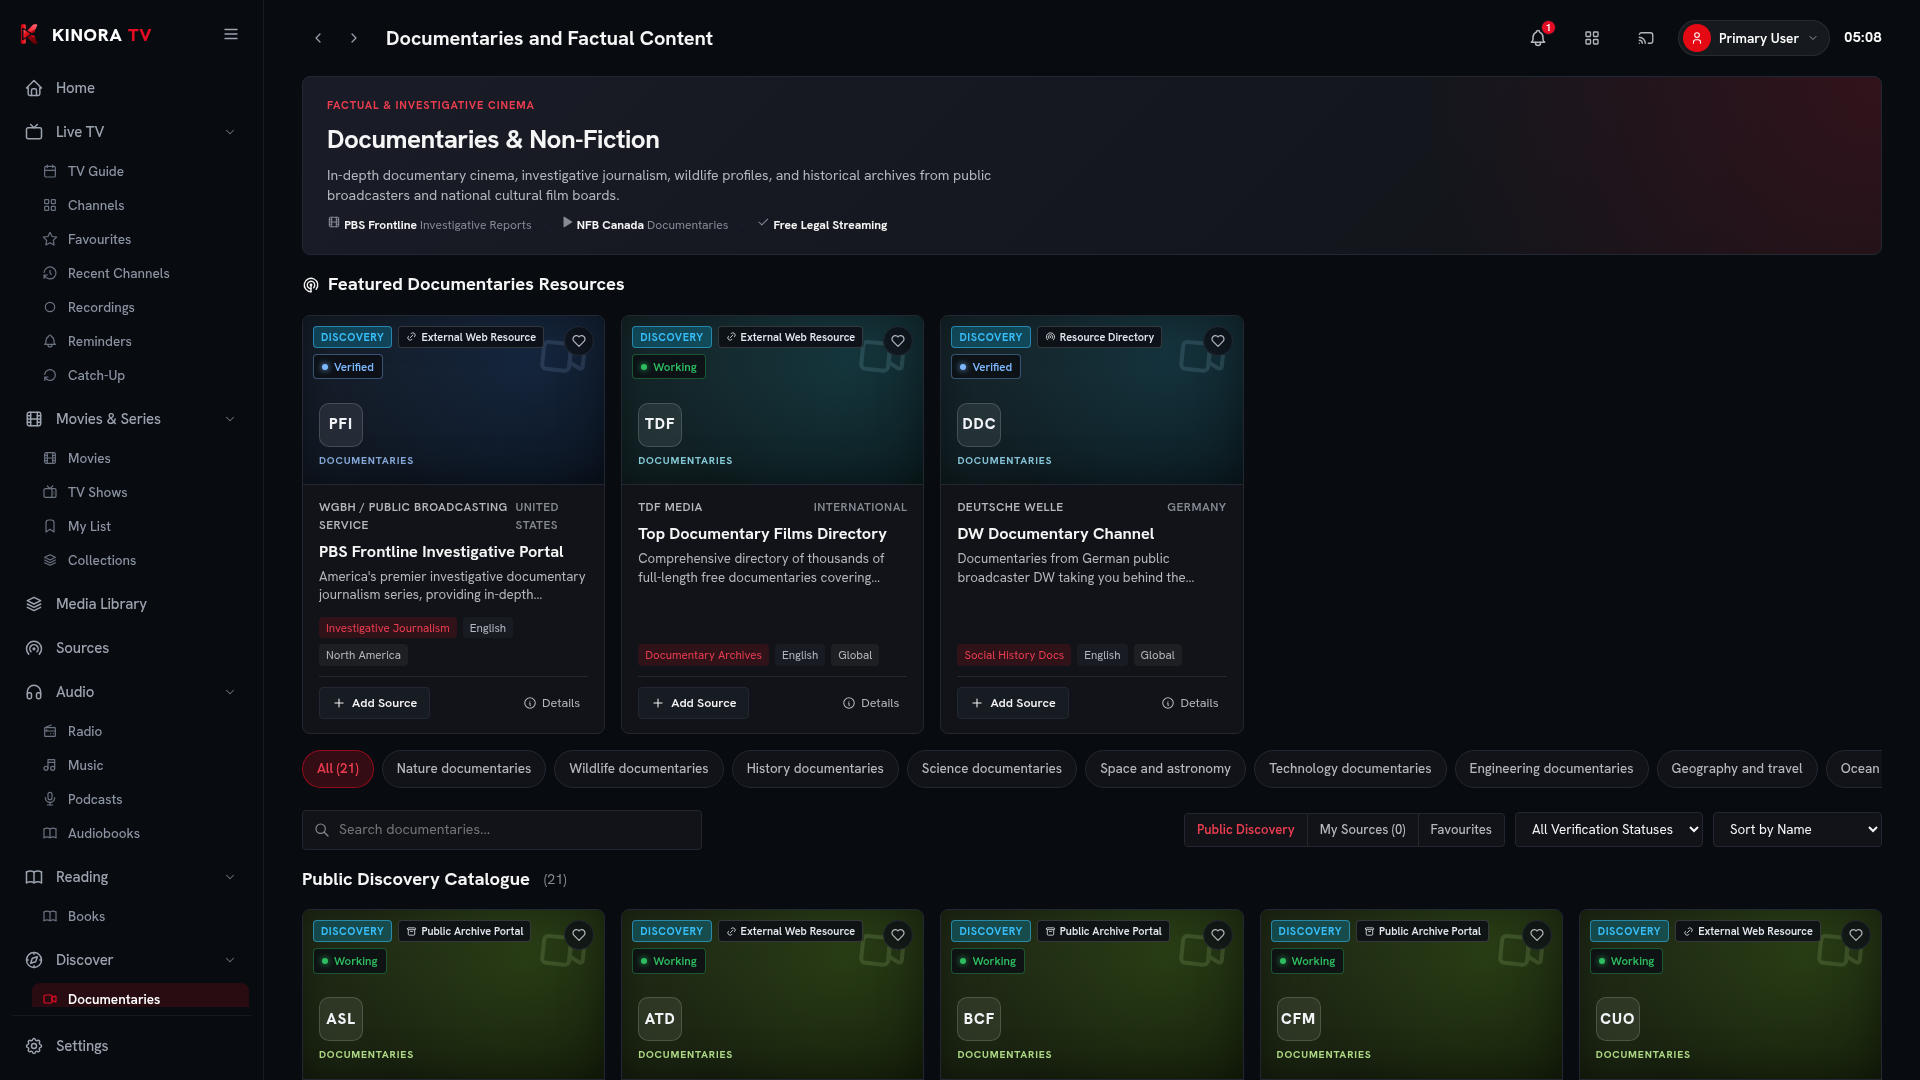 KINORA TV
Home
Live TV
TV Guide
Channels
Favourites
Recent Channels
Recordings
Reminders
Catch-Up
Movies & Series
Movies
TV Shows
My List
Collections
Media Library
Sources
Audio
Radio
Music
Podcasts
Audiobooks
Reading
Books
Discover
Documentaries
Settings
Documentaries and Factual Content
1
Primary User
05:08
FACTUAL & INVESTIGATIVE CINEMA
Documentaries & Non-Fiction
In-depth documentary cinema, investigative journalism, wildlife profiles, and historical archives from public
broadcasters and national cultural film boards.
PBS Frontline Investigative Reports
NFB Canada Documentaries
Free Legal Streaming
Featured Documentaries Resources
DISCOVERY
External Web Resource
Verified
PFI
DOCUMENTARIES
WGBH / PUBLIC BROADCASTING
SERVICE
UNITED
STATES
PBS Frontline Investigative Portal
America's premier investigative documentary
journalism series, providing in-depth...
Investigative Journalism
English
North America
Add Source
Details
DISCOVERY
External Web Resource
Working
TDF
DOCUMENTARIES
TDF MEDIA
INTERNATIONAL
Top Documentary Films Directory
Comprehensive directory of thousands of
full-length free documentaries covering...
Documentary Archives
English
Global
Add Source
Details
DISCOVERY
Resource Directory
Verified
DDC
DOCUMENTARIES
DEUTSCHE WELLE
GERMANY
DW Documentary Channel
Documentaries from German public
broadcaster DW taking you behind the...
Social History Docs
English
Global
Add Source
Details
All (21)
Nature documentaries
Wildlife documentaries
History documentaries
Science documentaries
Space and astronomy
Technology documentaries
Engineering documentaries
Geography and travel
Ocean
Search documentaries...
Public Discovery
My Sources (0)
Favourites
All Verification Statuses
Sort by Name
Public Discovery Catalogue (21)
DISCOVERY
Public Archive Portal
Working
ASL
DOCUMENTARIES
DISCOVERY
External Web Resource
Working
ATD
DOCUMENTARIES
DISCOVERY
Public Archive Portal
Working
BCF
DOCUMENTARIES
DISCOVERY
Public Archive Portal
Working
CFM
DOCUMENTARIES
DISCOVERY
External Web Resource
Working
CUO
DOCUMENTARIES